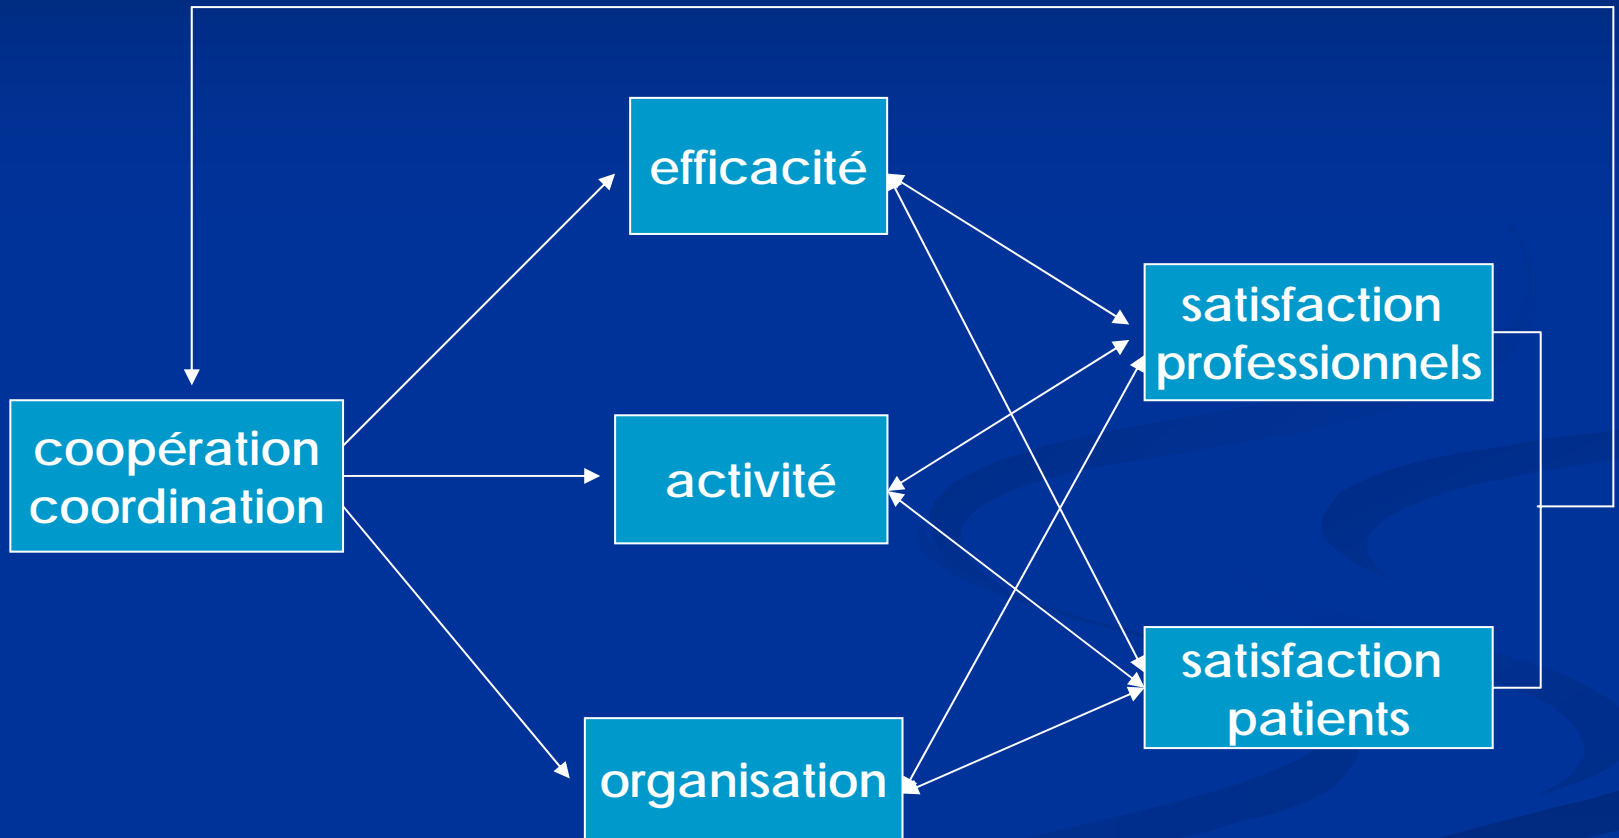 efficacité
satisfaction
professionnels
coopération
coordination
activité
satisfaction
patients
organisation